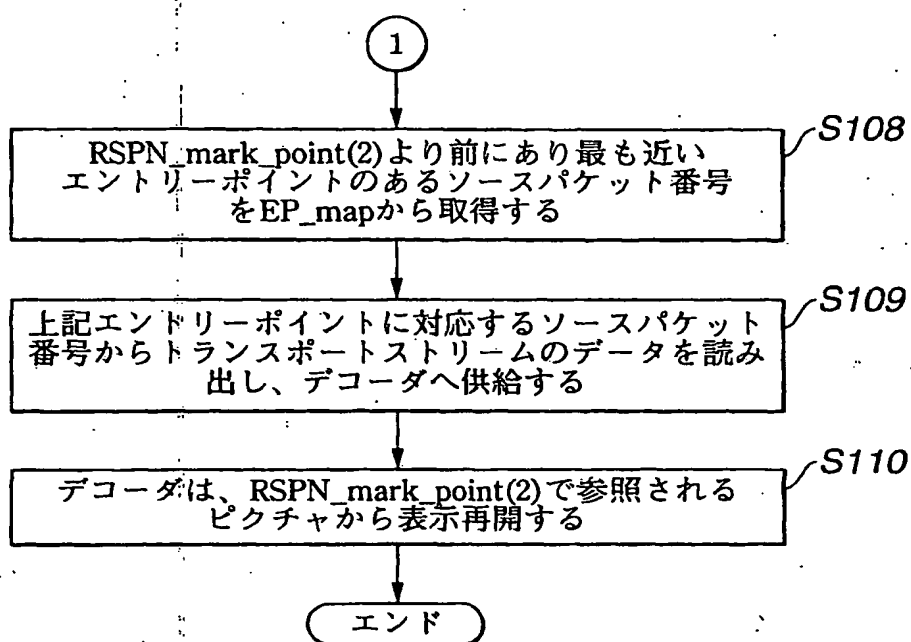 1
S108
RSPN_mark_point(2)より前にあり最も近い
エントリーポイントのあるソースパケット番号
をEP_mapから取得する
S109
上記エンドリーポイントに対応するソースパケット
番号からトランスポートストリームのデータを読み
出し、デコーダへ供給する
S110
デコーダは、RSPN_mark_point(2)で参照される
ピクチャから表示再開する
エンド